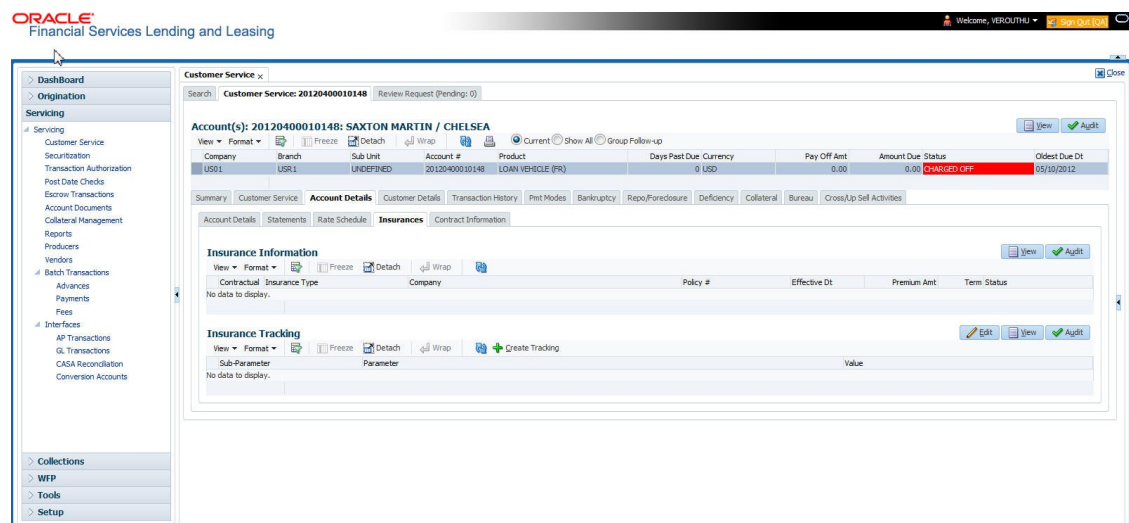 ORACLE®
Financial Services Lending and Leasing
Welcome, VEROUTHU
Sign Out [QA]
DashBoard
Origination
Servicing
Servicing
Customer Service
Securitization
Transaction Authorization
Post Date Checks
Escrow Transactions
Account Documents
Collateral Management
Reports
Producers
Vendors
Batch Transactions
Advances
Payments
Fees
Interfaces
AP Transactions
GL Transactions
CASA Reconciliation
Conversion Accounts
Collections
WFP
Tools
Setup
Customer Service x Close
Search Customer Service: 20120400010148 Review Request (Pending: 0)
Account(s): 20120400010148: SAXTON MARTIN / CHELSEA View Audit
View Format Freeze Detach Wrap Current Show All Group Follow-up
Company Branch Sub Unit Account # Product Days Past Due Currency Pay Off Amt Amount Due Status Oldest Due Dt
US01 USR1 UNDEFINED 20120400010148 LOAN VEHICLE (FR) 0 USD 0.00 0.00 CHARGED OFF 05/10/2012
Summary Customer Service Account Details Customer Details Transaction History Pmt Modes Bankruptcy Repo/Foreclosure Deficiency Collateral Bureau Cross/Up Sell Activities
Account Details Statements Rate Schedule Insurances Contract Information
Insurance Information View Audit
View Format Freeze Detach Wrap
Contractual Insurance Type Company Policy # Effective Dt Premium Amt Term Status
No data to display.
Insurance Tracking Edit View Audit
View Format Freeze Detach Wrap Create Tracking
Sub-Parameter Parameter Value
No data to display.